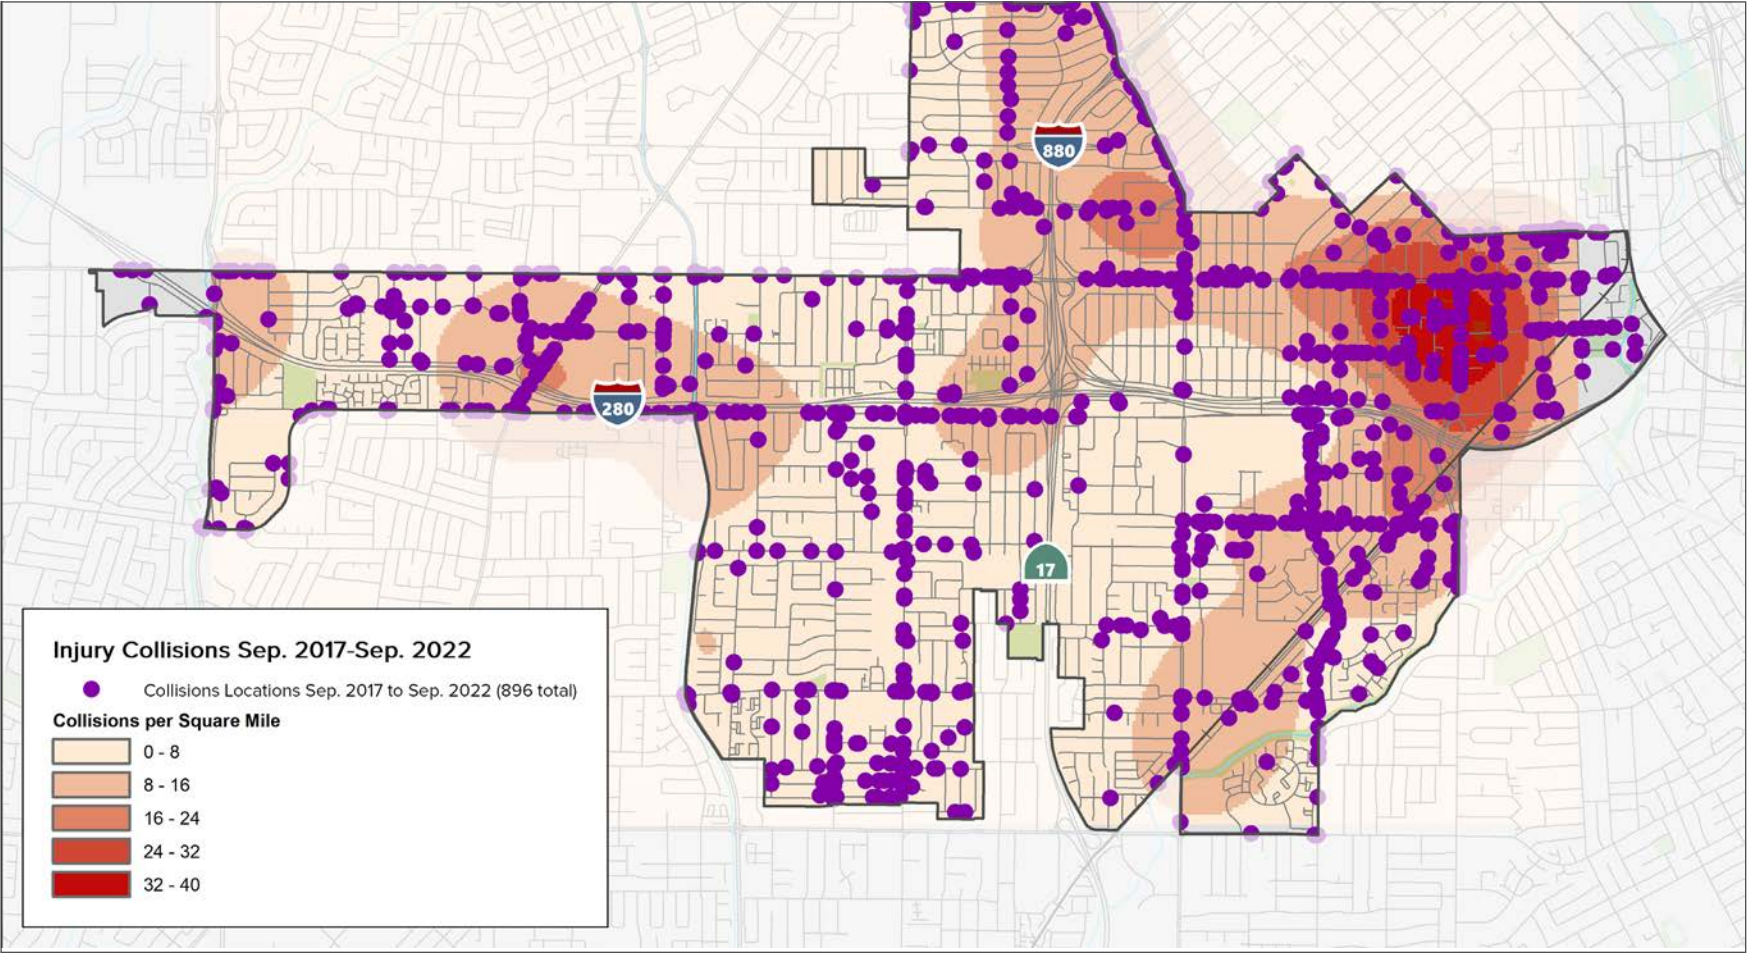 880
280
17
Injury Collisions Sep. 2017-Sep. 2022
Collisions Locations Sep. 2017 to Sep. 2022 (896 total)
Collisions per Square Mile
0 - 8
8 - 16
16 - 24
24 - 32
32 - 40